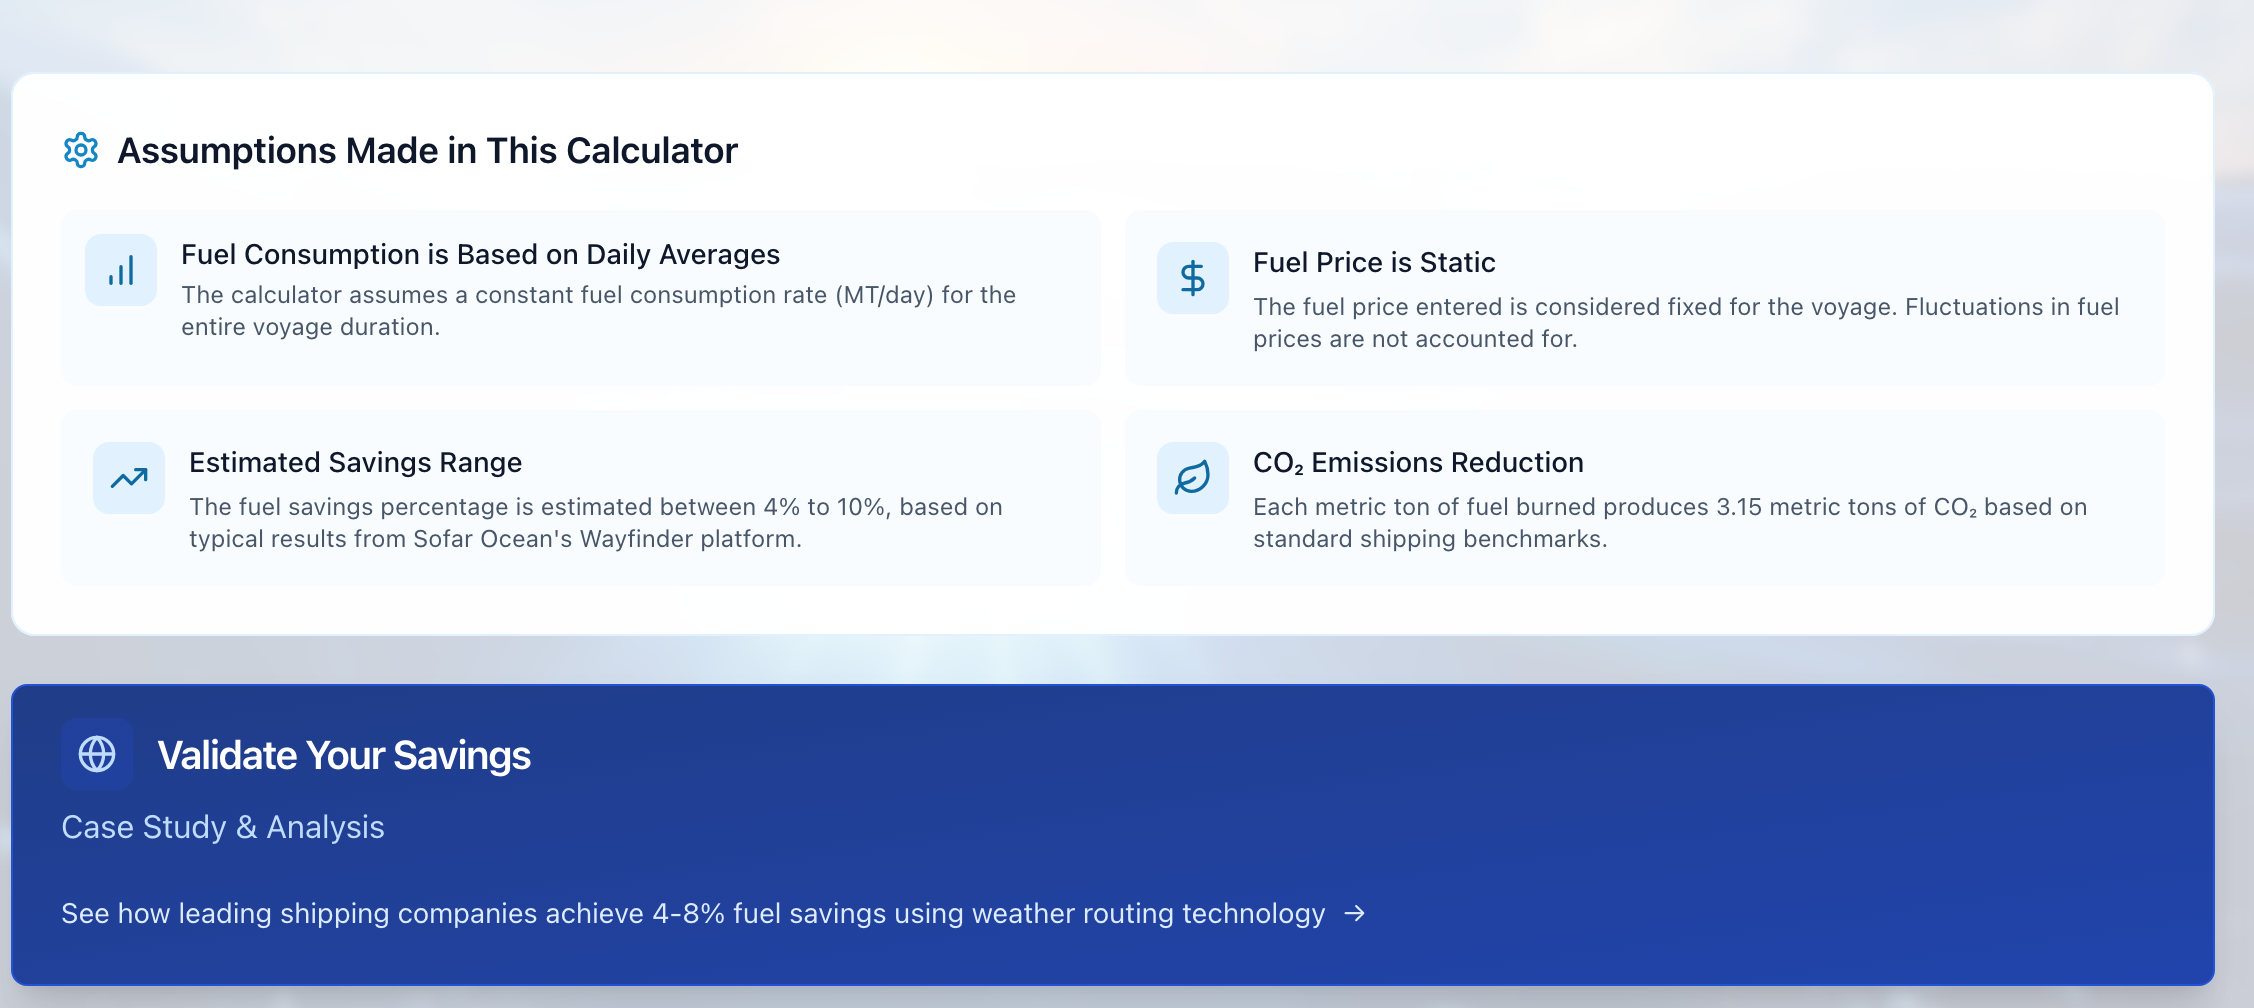 Assumptions Made in This Calculator
Fuel Consumption is Based on Daily Averages
The calculator assumes a constant fuel consumption rate (MT/day) for the
entire voyage duration.
Fuel Price is Static
The fuel price entered is considered fixed for the voyage. Fluctuations in fuel
prices are not accounted for.
Estimated Savings Range
The fuel savings percentage is estimated between 4% to 10%, based on
typical results from Sofar Ocean's Wayfinder platform.
CO₂ Emissions Reduction
Each metric ton of fuel burned produces 3.15 metric tons of CO₂ based on
standard shipping benchmarks.
Validate Your Savings
Case Study & Analysis
See how leading shipping companies achieve 4-8% fuel savings using weather routing technology →